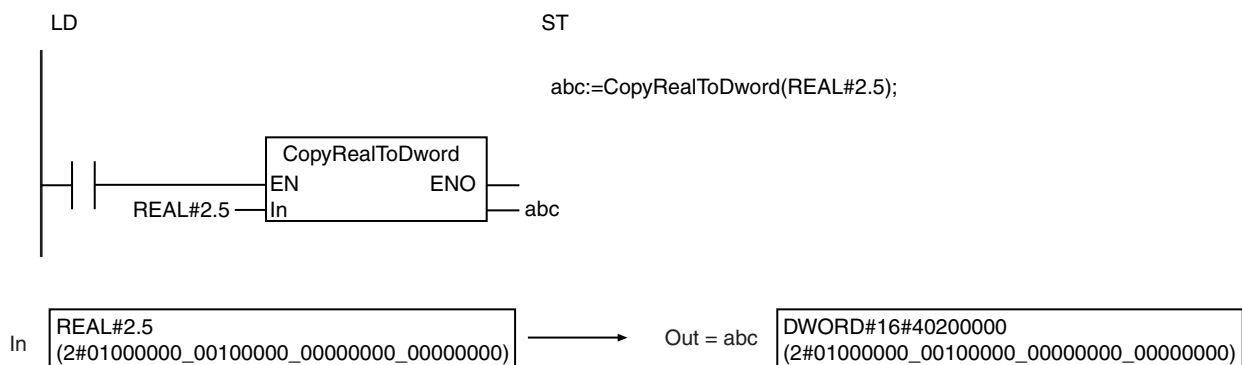 LD
ST
abc:=CopyRealToDword(REAL#2.5);
CopyRealToDword
EN ENO
REAL#2.5 In abc
In
REAL#2.5
(2#01000000_00100000_00000000_00000000)
Out = abc
DWORD#16#40200000
(2#01000000_00100000_00000000_00000000)